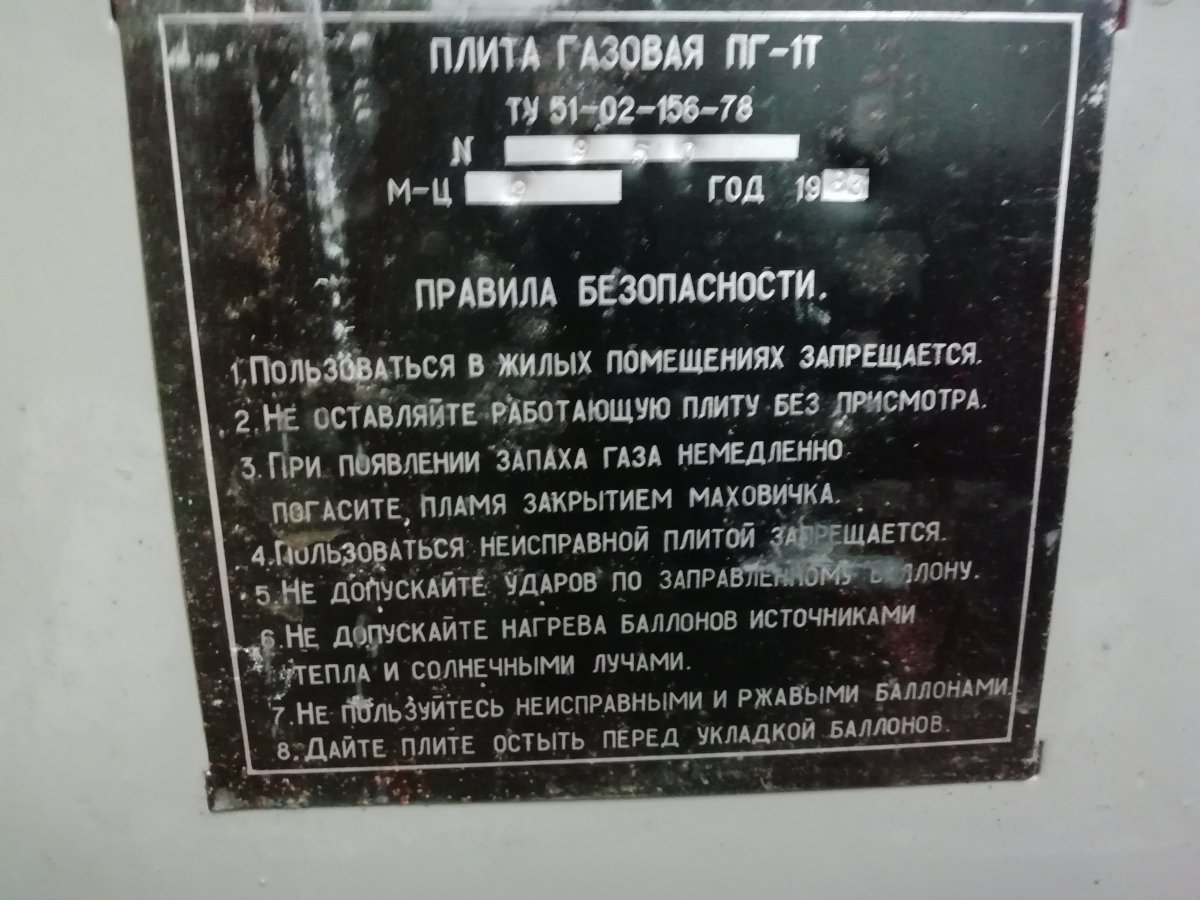 ПЛИТА ГАЗОВАЯ ПГ-1Т
ТУ 51-02-156-78
N
М-Ц 9 ГОД 1983
ПРАВИЛА БЕЗОПАСНОСТИ.
1.ПОЛЬЗОВАТЬСЯ В ЖИЛЫХ ПОМЕЩЕНИЯХ ЗАПРЕЩАЕТСЯ.
2.НЕ ОСТАВЛЯЙТЕ РАБОТАЮЩУЮ ПЛИТУ БЕЗ ПРИСМОТРА.
3.ПРИ ПОЯВЛЕНИИ ЗАПАХА ГАЗА НЕМЕДЛЕННО
ПОГАСИТЕ, ПЛАМЯ ЗАКРЫТИЕМ МАХОВИЧКА.
4.ПОЛЬЗОВАТЬСЯ НЕИСПРАВНОЙ ПЛИТОЙ ЗАПРЕЩАЕТСЯ.
5.НЕ ДОПУСКАЙТЕ УДАРОВ ПО ЗАПРАВЛЕННОМУ БАЛЛОНУ.
6.НЕ ДОПУСКАЙТЕ НАГРЕВА БАЛЛОНОВ ИСТОЧНИКАМИ
ТЕПЛА И СОЛНЕЧНЫМИ ЛУЧАМИ.
7.НЕ ПОЛЬЗУЙТЕСЬ НЕИСПРАВНЫМИ И РЖАВЫМИ БАЛЛОНАМИ.
8.ДАЙТЕ ПЛИТЕ ОСТЫТЬ ПЕРЕД УКЛАДКОЙ БАЛЛОНОВ.